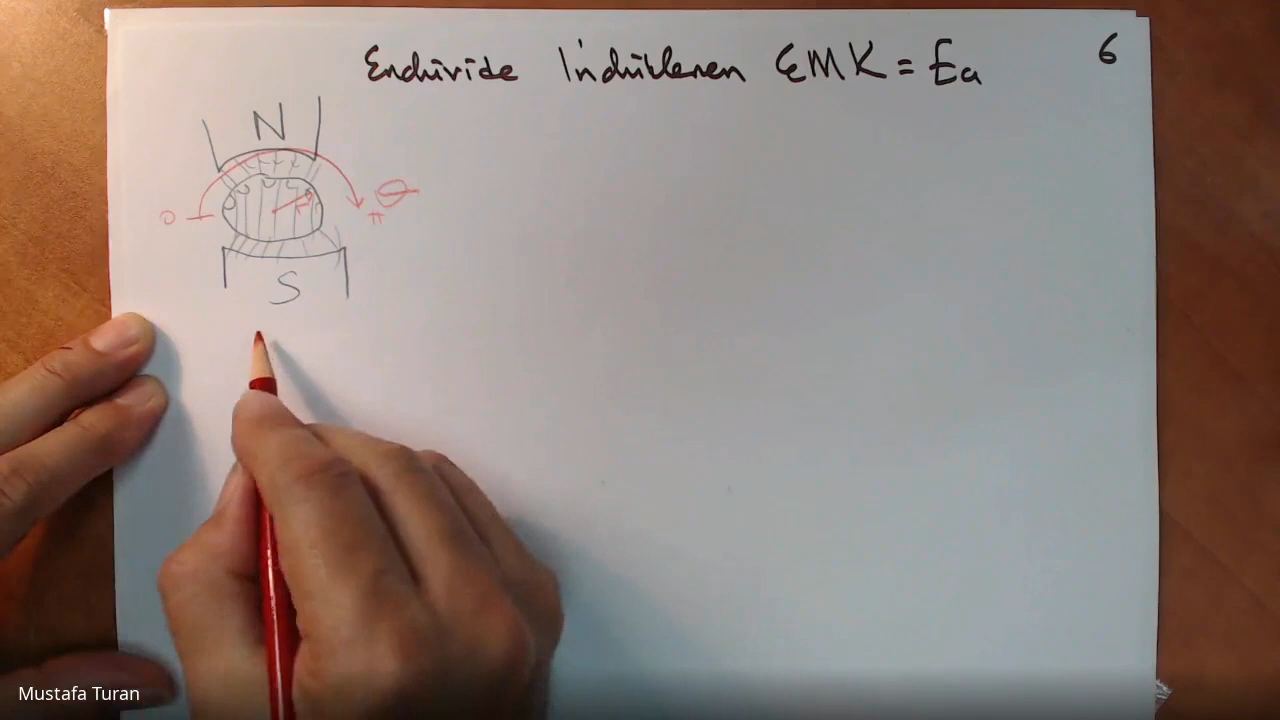 Endüvide İndüklenen EMK = Ea
6
N
0
r
π
θ
S
Mustafa Turan